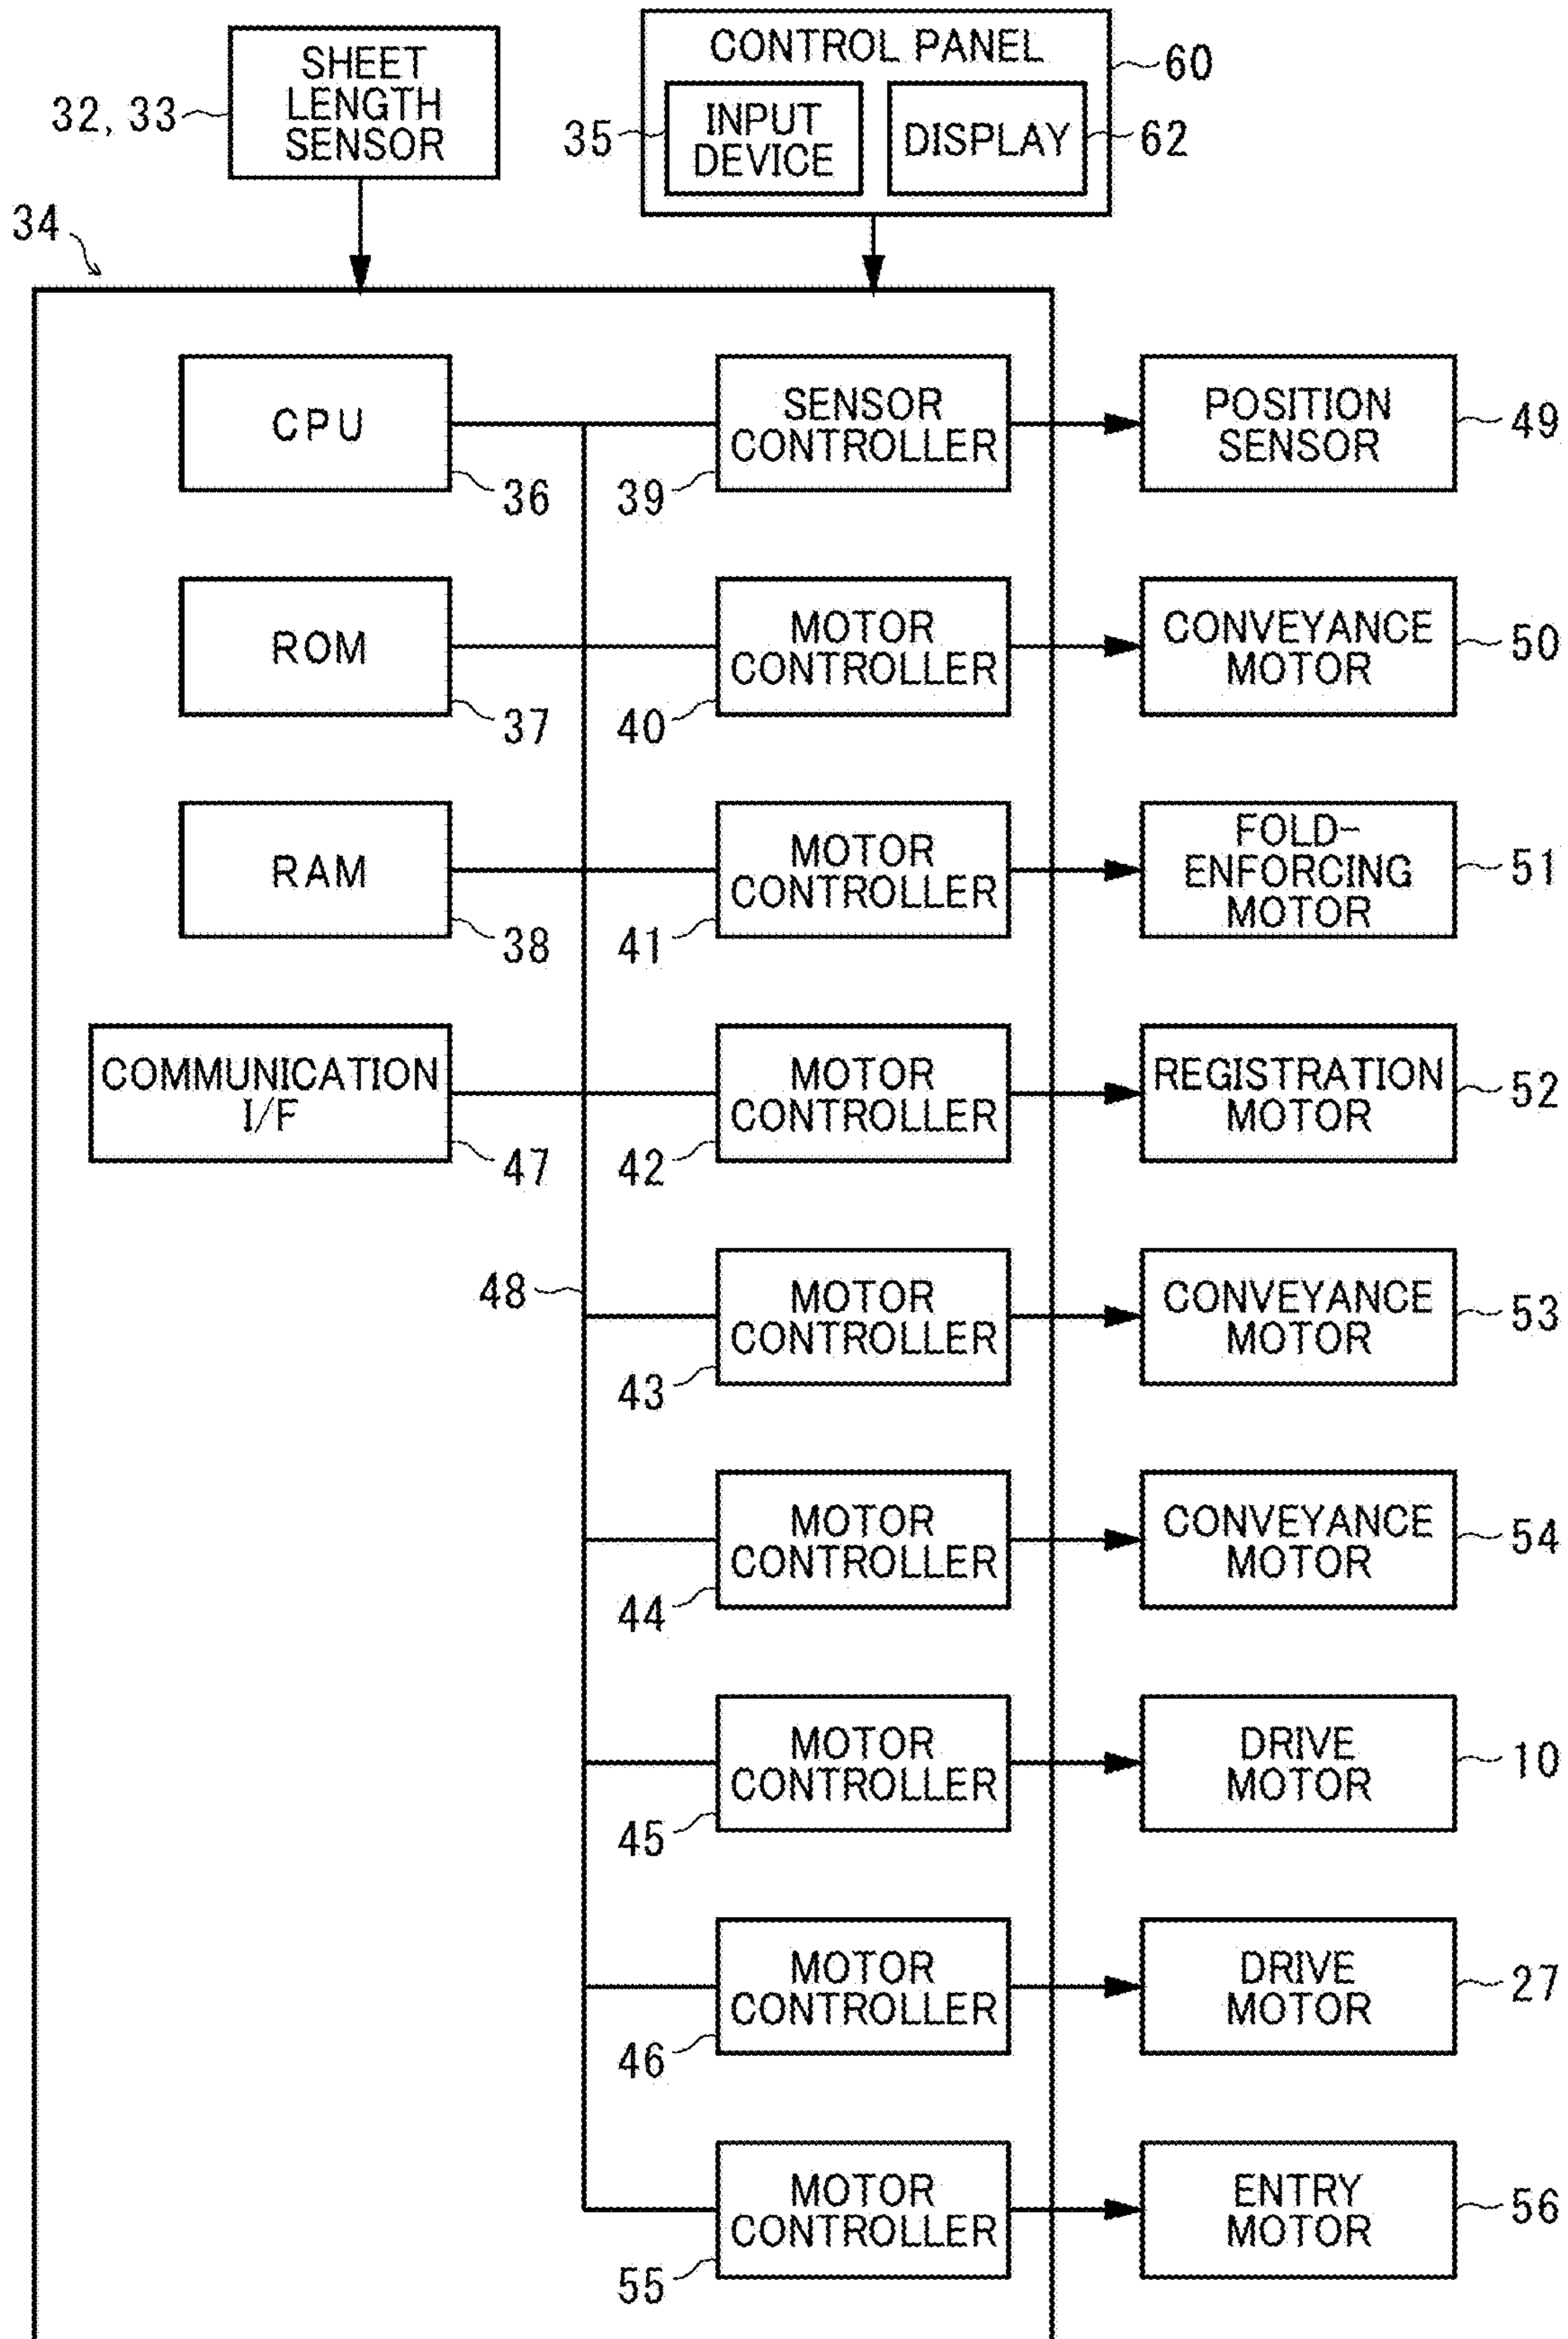 SHEET
LENGTH
SENSOR
32, 33
CONTROL PANEL
60
35
INPUT
DEVICE
DISPLAY
62
34
CPU
36
SENSOR
CONTROLLER
39
POSITION
SENSOR
49
ROM
37
MOTOR
CONTROLLER
40
CONVEYANCE
MOTOR
50
RAM
38
MOTOR
CONTROLLER
41
FOLD-
ENFORCING
MOTOR
51
COMMUNICATION
I/F
47
MOTOR
CONTROLLER
42
REGISTRATION
MOTOR
52
48
MOTOR
CONTROLLER
43
CONVEYANCE
MOTOR
53
MOTOR
CONTROLLER
44
CONVEYANCE
MOTOR
54
MOTOR
CONTROLLER
45
DRIVE
MOTOR
10
MOTOR
CONTROLLER
46
DRIVE
MOTOR
27
MOTOR
CONTROLLER
55
ENTRY
MOTOR
56